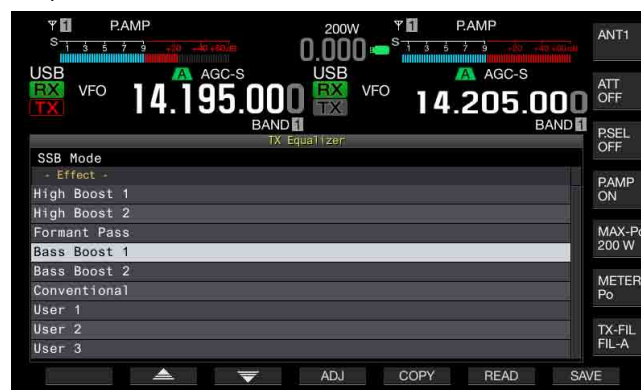 1 P.AMP 200W 1 P.AMP ANT1
S 1 3 5 7 9 +20 +40 +60dB 0.000 S 1 3 5 7 9 +20 +40 +60dB
USB A AGC-S USB A AGC-S ATT
RX VFO 14.195.000 RX VFO 14.205.000 OFF
TX TX
BAND 1 BAND 1 P.SEL
OFF
TX Equalizer
SSB Mode
- Effect -
High Boost 1 P.AMP
ON
High Boost 2
Formant Pass MAX-Po
Bass Boost 1 200 W
Bass Boost 2
Conventional METER
Po
User 1
User 2 TX-FIL
User 3 FIL-A
ADJ COPY READ SAVE